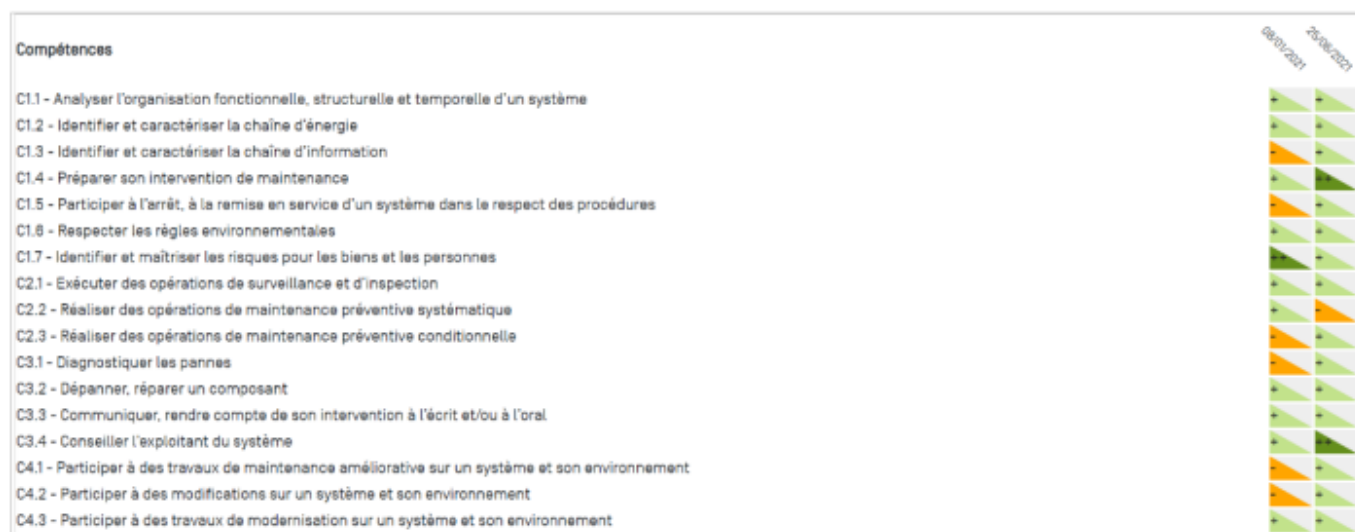 Compétences 08/01/2021 25/06/2021
C1.1 - Analyser l'organisation fonctionnelle, structurelle et temporelle d'un système + +
C1.2 - Identifier et caractériser la chaîne d'énergie + +
C1.3 - Identifier et caractériser la chaîne d'information - +
C1.4 - Préparer son intervention de maintenance + ++
C1.5 - Participer à l'arrêt, à la remise en service d'un système dans le respect des procédures - +
C1.6 - Respecter les règles environnementales + +
C1.7 - Identifier et maîtriser les risques pour les biens et les personnes ++ +
C2.1 - Exécuter des opérations de surveillance et d'inspection + +
C2.2 - Réaliser des opérations de maintenance préventive systématique + -
C2.3 - Réaliser des opérations de maintenance préventive conditionnelle - +
C3.1 - Diagnostiquer les pannes - +
C3.2 - Dépanner, réparer un composant + +
C3.3 - Communiquer, rendre compte de son intervention à l'écrit et/ou à l'oral + +
C3.4 - Conseiller l'exploitant du système + ++
C4.1 - Participer à des travaux de maintenance améliorative sur un système et son environnement - +
C4.2 - Participer à des modifications sur un système et son environnement - +
C4.3 - Participer à des travaux de modernisation sur un système et son environnement + +